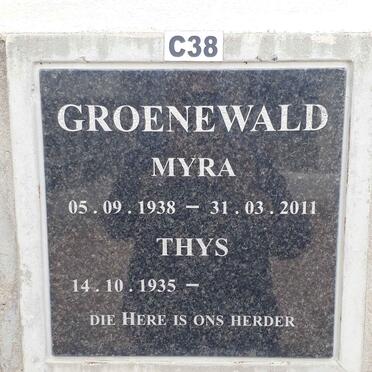 C38
GROENEWALD
MYRA
05.09.1938 – 31.03.2011
THYS
14.10.1935 –
DIE HERE IS ONS HERDER